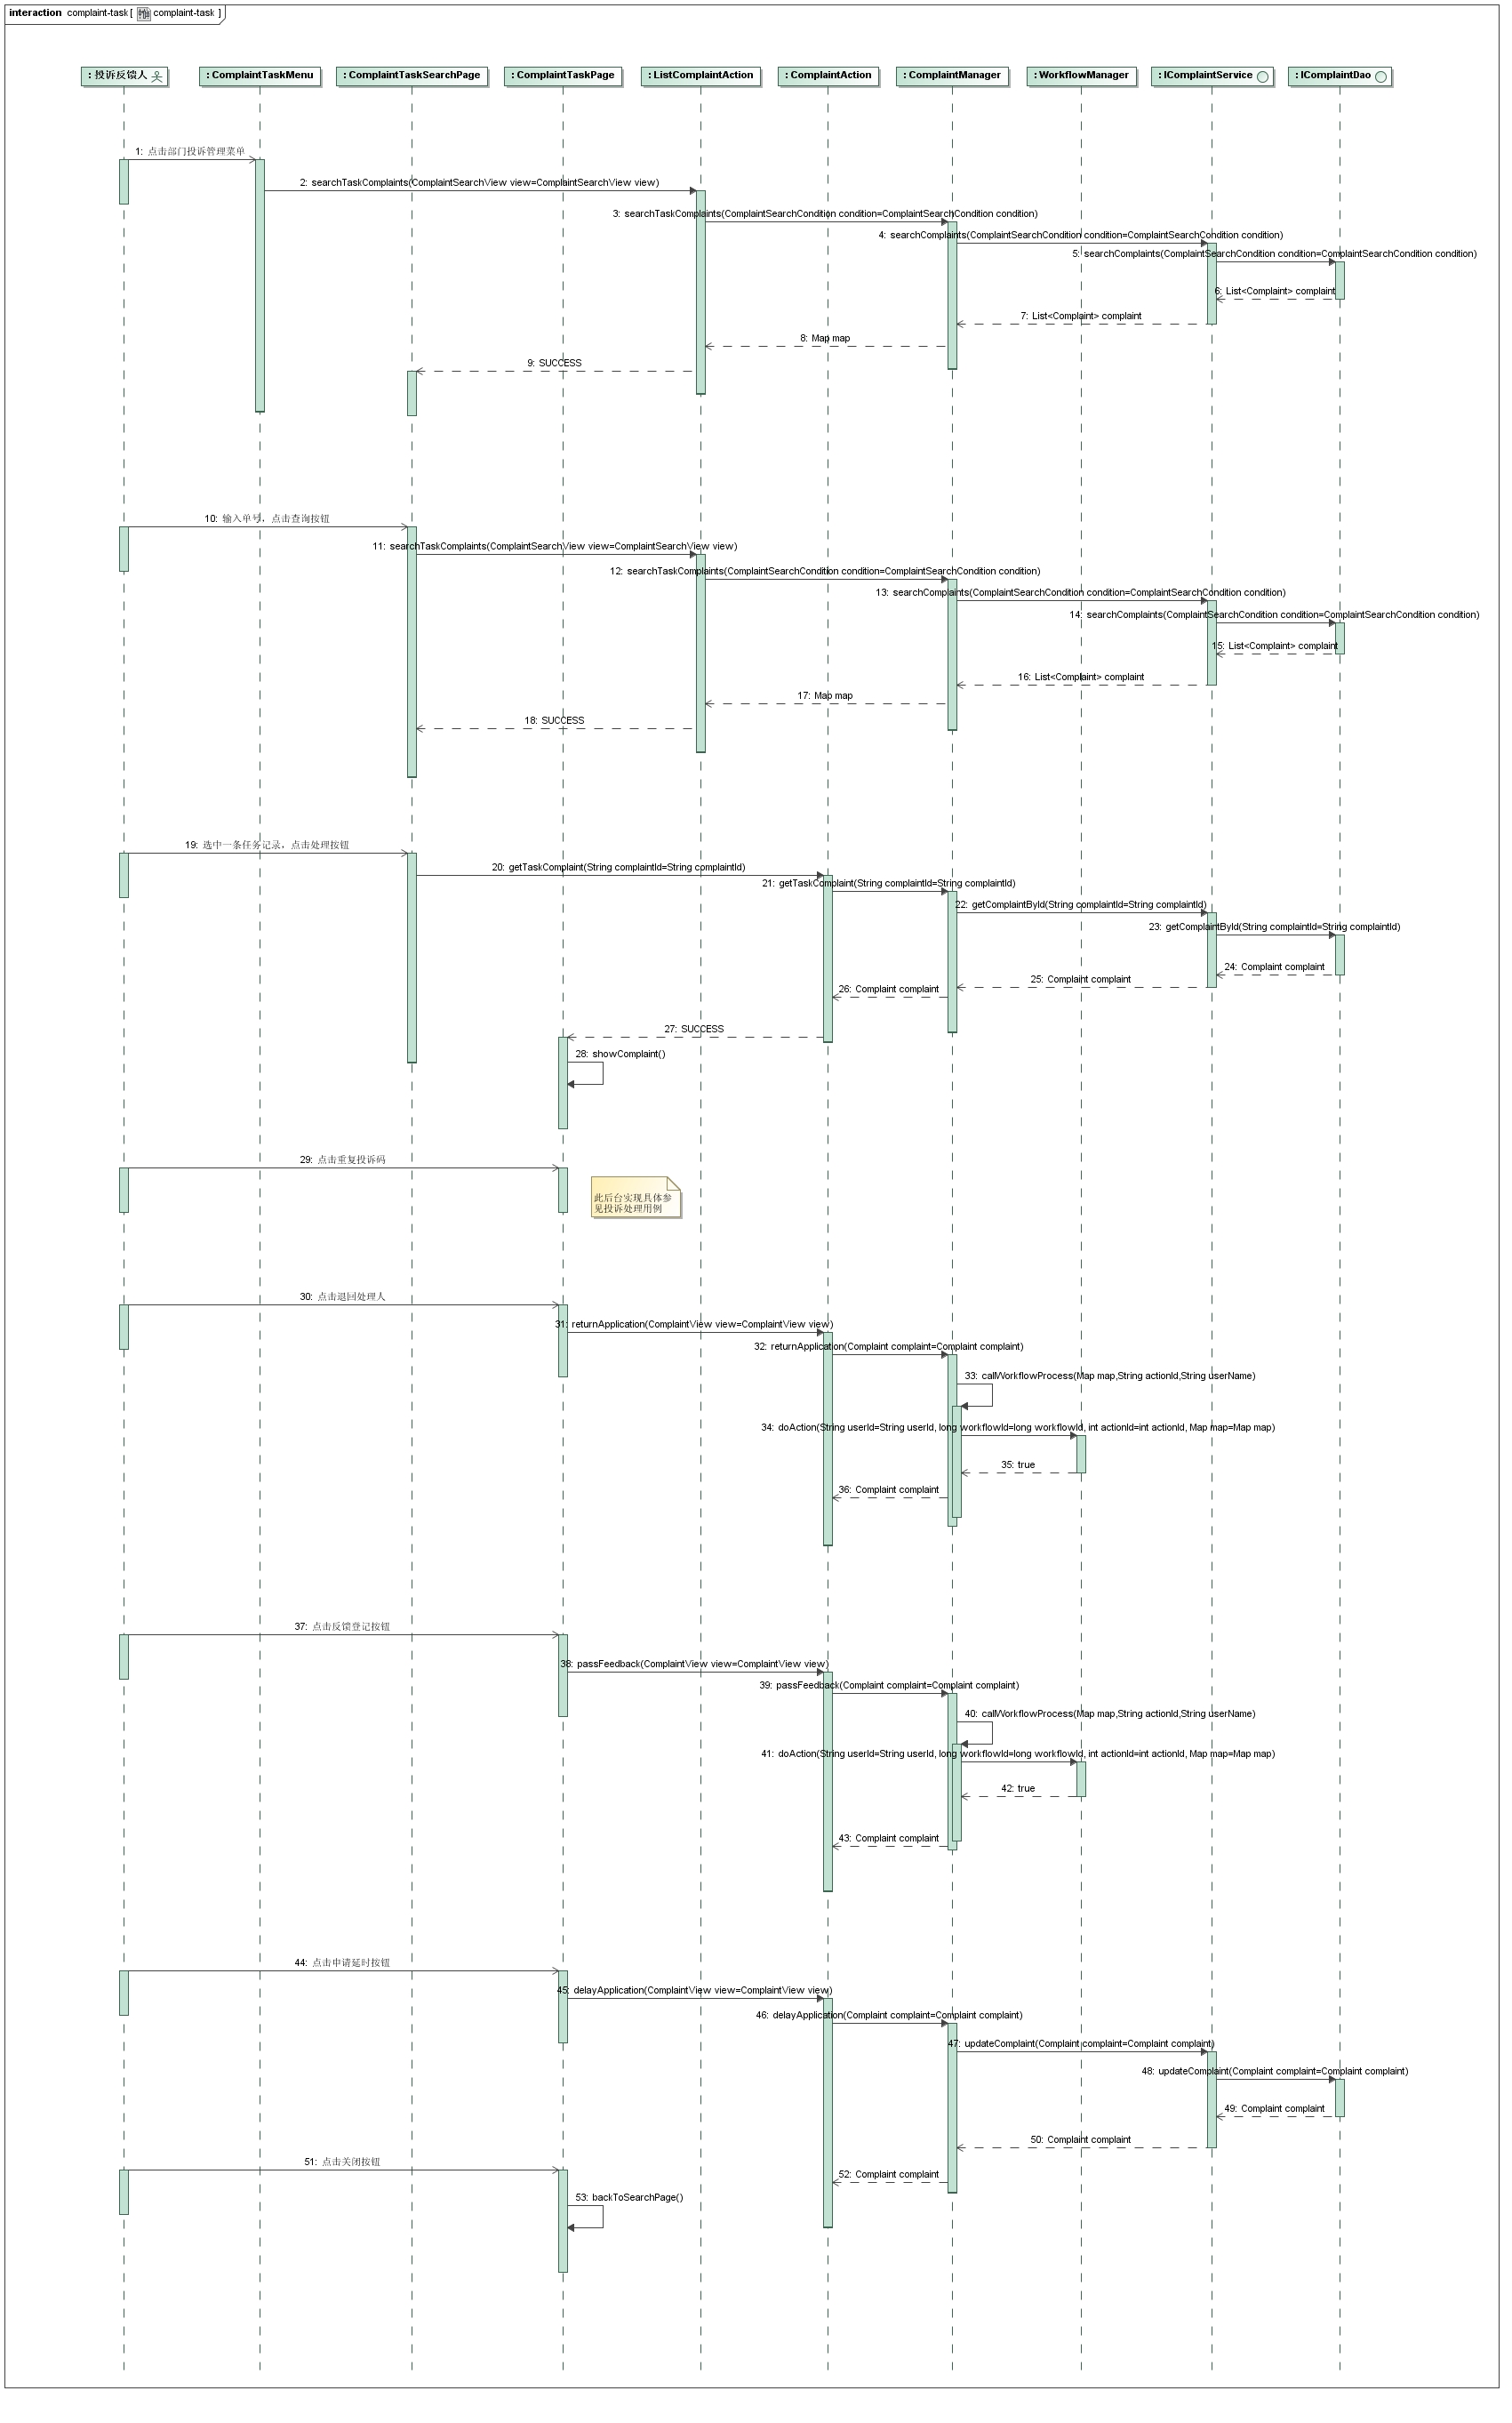 interaction complaint-task [ complaint-task ]
: 投诉反馈人
: ComplaintTaskMenu
: ComplaintTaskSearchPage
: ComplaintTaskPage
: ListComplaintAction
: ComplaintAction
: ComplaintManager
: WorkflowManager
: IComplaintService
: IComplaintDao
1: 点击部门投诉管理菜单
2: searchTaskComplaints(ComplaintSearchView view=ComplaintSearchView view)
3: searchTaskComplaints(ComplaintSearchCondition condition=ComplaintSearchCondition condition)
4: searchComplaints(ComplaintSearchCondition condition=ComplaintSearchCondition condition)
5: searchComplaints(ComplaintSearchCondition condition=ComplaintSearchCondition condition)
6: List<Complaint> complaint
7: List<Complaint> complaint
8: Map map
9: SUCCESS
10: 输入单号，点击查询按钮
11: searchTaskComplaints(ComplaintSearchView view=ComplaintSearchView view)
12: searchTaskComplaints(ComplaintSearchCondition condition=ComplaintSearchCondition condition)
13: searchComplaints(ComplaintSearchCondition condition=ComplaintSearchCondition condition)
14: searchComplaints(ComplaintSearchCondition condition=ComplaintSearchCondition condition)
15: List<Complaint> complaint
16: List<Complaint> complaint
17: Map map
18: SUCCESS
19: 选中一条任务记录，点击处理按钮
20: getTaskComplaint(String complaintId=String complaintId)
21: getTaskComplaint(String complaintId=String complaintId)
22: getComplaintById(String complaintId=String complaintId)
23: getComplaintById(String complaintId=String complaintId)
24: Complaint complaint
25: Complaint complaint
26: Complaint complaint
27: SUCCESS
28: showComplaint()
29: 点击重复投诉码
此后台实现具体参
见投诉处理用例
30: 点击退回处理人
31: returnApplication(ComplaintView view=ComplaintView view)
32: returnApplication(Complaint complaint=Complaint complaint)
33: callWorkflowProcess(Map map,String actionId,String userName)
34: doAction(String userId=String userId, long workflowId=long workflowId, int actionId=int actionId, Map map=Map map)
35: true
36: Complaint complaint
37: 点击反馈登记按钮
38: passFeedback(ComplaintView view=ComplaintView view)
39: passFeedback(Complaint complaint=Complaint complaint)
40: callWorkflowProcess(Map map,String actionId,String userName)
41: doAction(String userId=String userId, long workflowId=long workflowId, int actionId=int actionId, Map map=Map map)
42: true
43: Complaint complaint
44: 点击申请延时按钮
45: delayApplication(ComplaintView view=ComplaintView view)
46: delayApplication(Complaint complaint=Complaint complaint)
47: updateComplaint(Complaint complaint=Complaint complaint)
48: updateComplaint(Complaint complaint=Complaint complaint)
49: Complaint complaint
50: Complaint complaint
51: 点击关闭按钮
52: Complaint complaint
53: backToSearchPage()